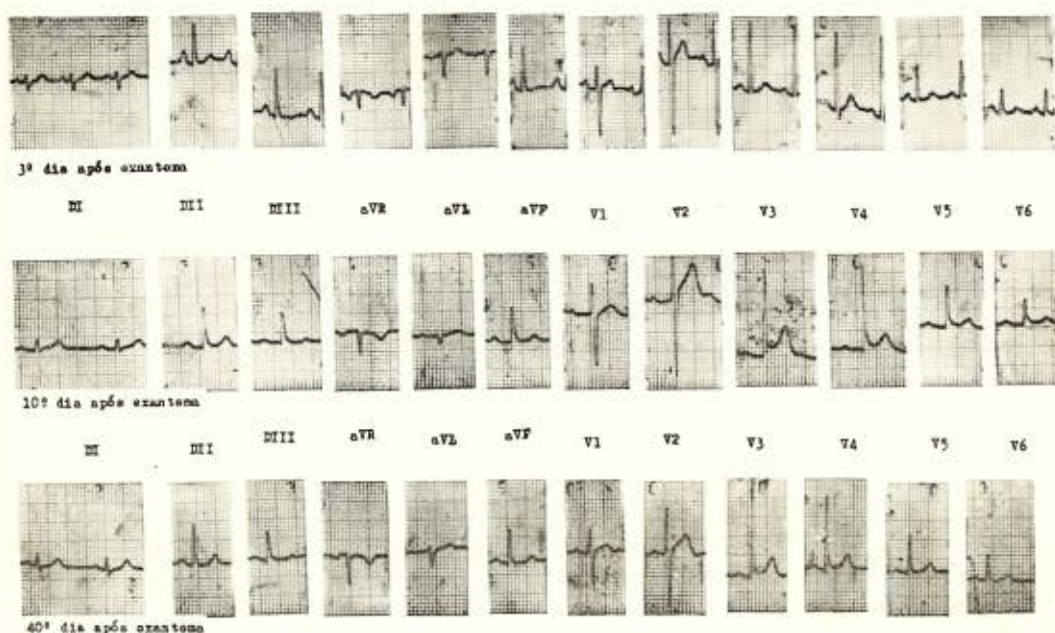 3º dia após exantema
DI DII DIII aVR aVL aVF V1 V2 V3 V4 V5 V6
10º dia após exantema
DI DII DIII aVR aVL aVF V1 V2 V3 V4 V5 V6
40º dia após exantema